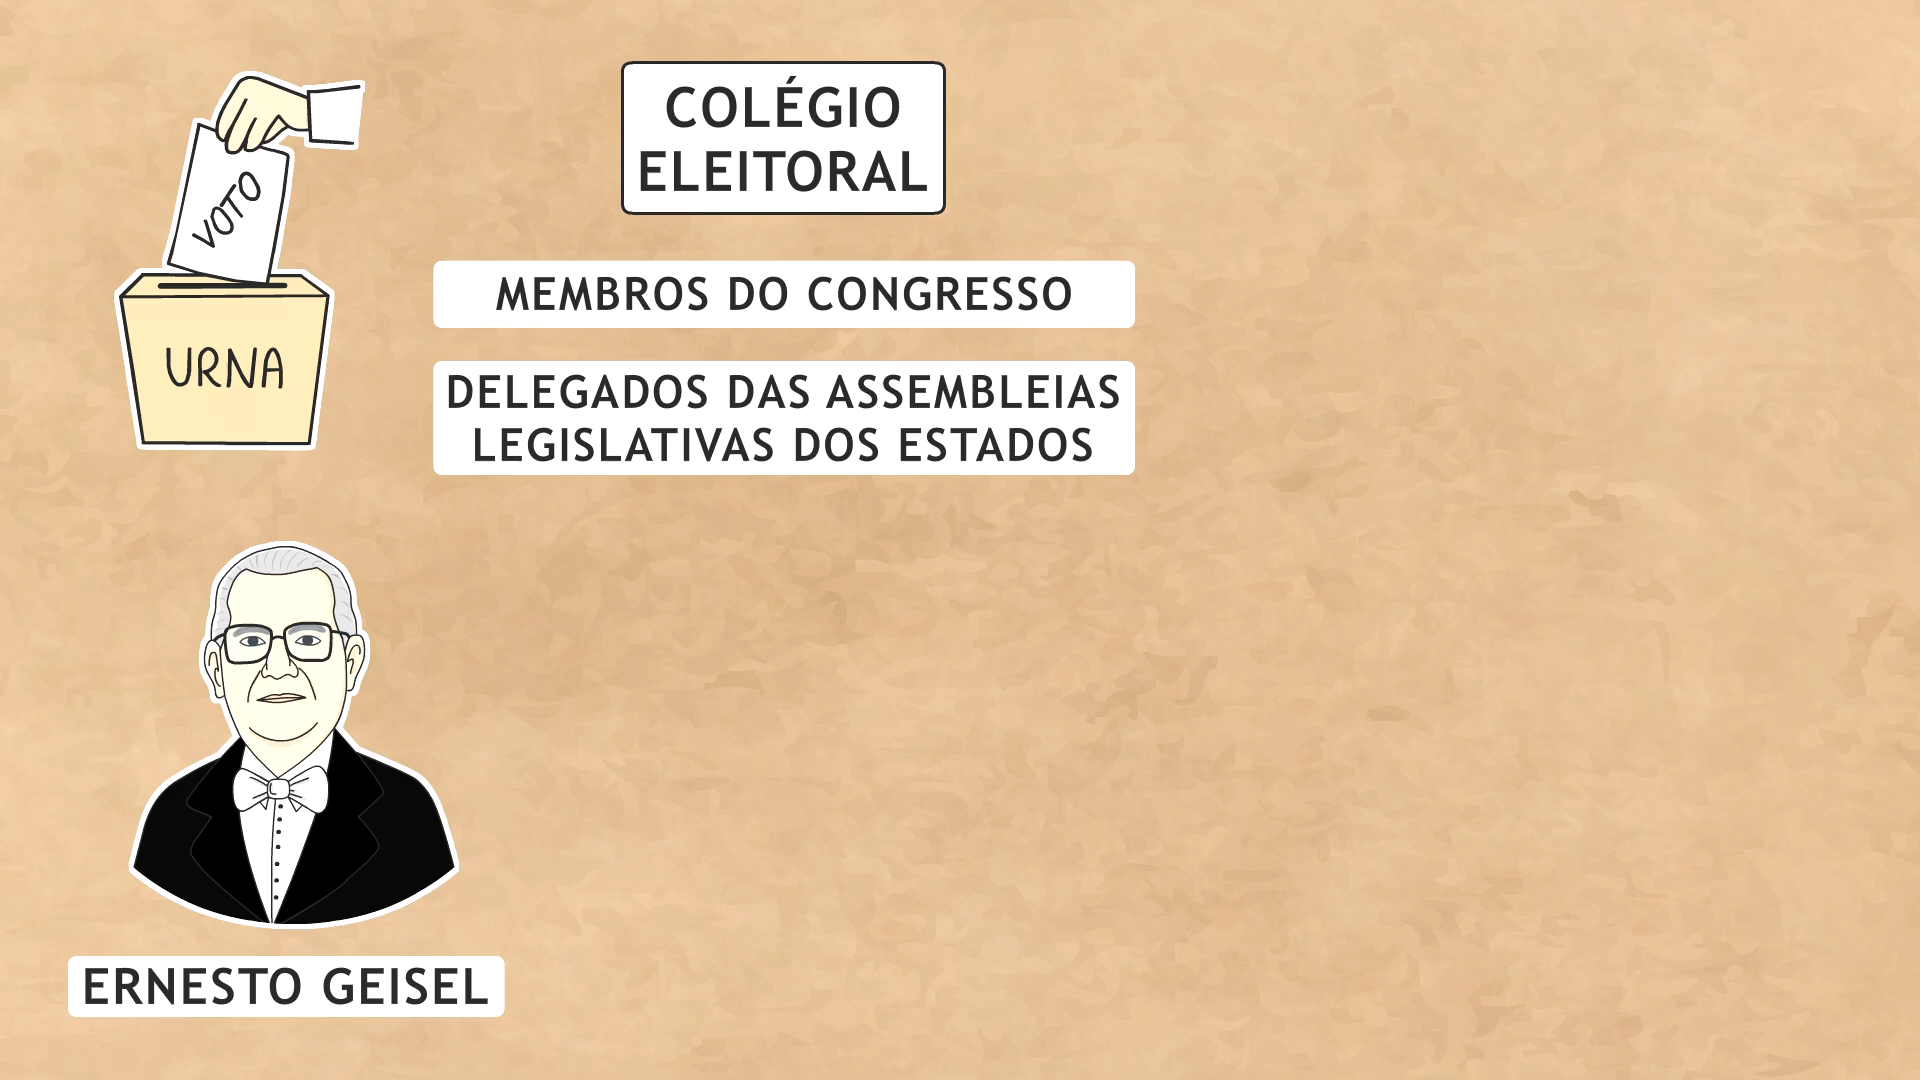 VOTO
URNA
COLÉGIO
ELEITORAL
MEMBROS DO CONGRESSO
DELEGADOS DAS ASSEMBLEIAS
LEGISLATIVAS DOS ESTADOS
ERNESTO GEISEL